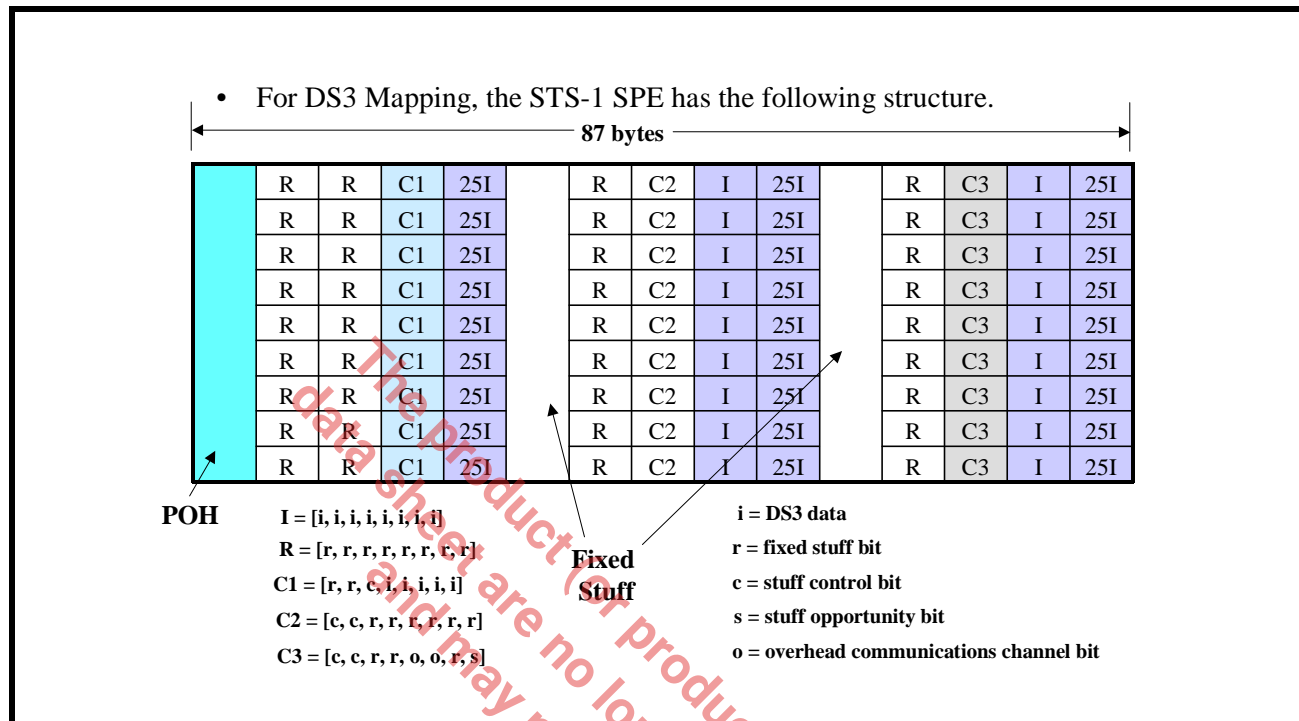 • For DS3 Mapping, the STS-1 SPE has the following structure.
87 bytes
R R C1 25I R C2 I 25I R C3 I 25I
R R C1 25I R C2 I 25I R C3 I 25I
R R C1 25I R C2 I 25I R C3 I 25I
R R C1 25I R C2 I 25I R C3 I 25I
R R C1 25I R C2 I 25I R C3 I 25I
R R C1 25I R C2 I 25I R C3 I 25I
R R C1 25I R C2 I 25I R C3 I 25I
R R C1 25I R C2 I 25I R C3 I 25I
R R C1 25I R C2 I 25I R C3 I 25I
POH
Fixed
Stuff
I = [i, i, i, i, i, i, i, i]
R = [r, r, r, r, r, r, r, r]
C1 = [r, r, c, i, i, i, i, i]
C2 = [c, c, r, r, r, r, r, r]
C3 = [c, c, r, r, o, o, r, s]
i = DS3 data
r = fixed stuff bit
c = stuff control bit
s = stuff opportunity bit
o = overhead communications channel bit
The product (or produc
data sheet are no lo
and may n